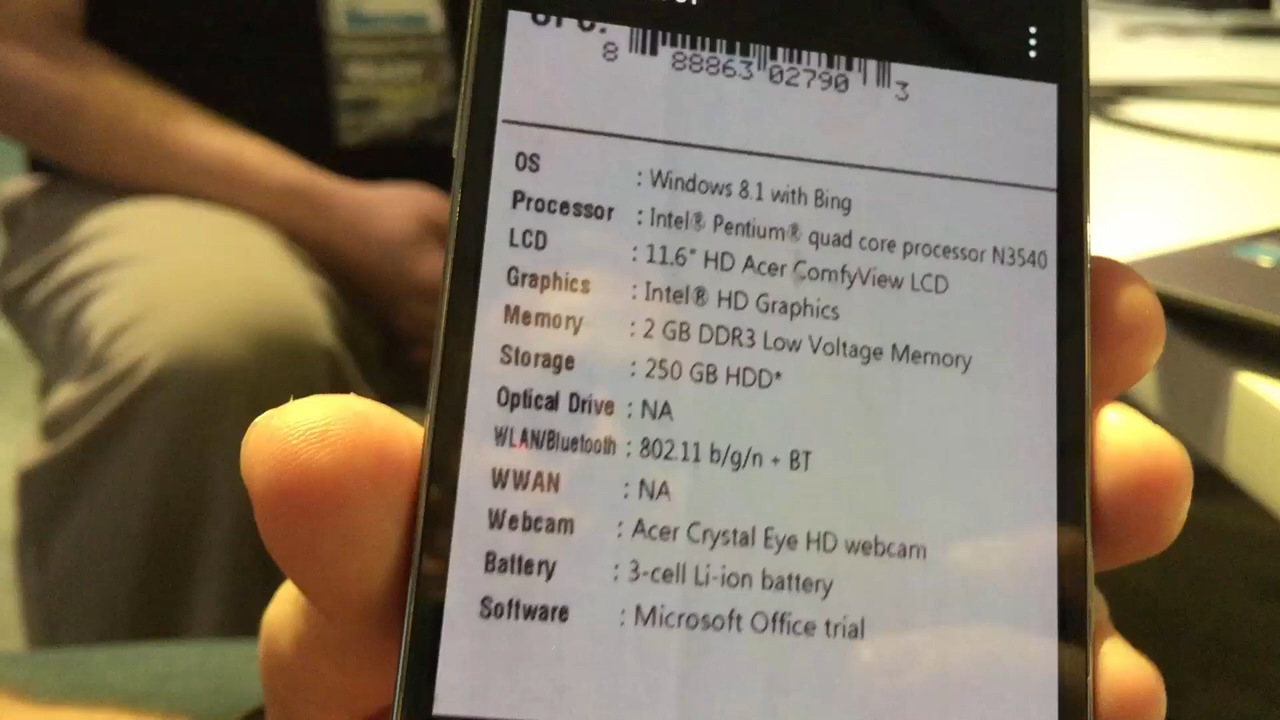 UPC:
8 88863 02790 3
OS : Windows 8.1 with Bing
Processor : Intel® Pentium® quad core processor N3540
LCD : 11.6" HD Acer ComfyView LCD
Graphics : Intel® HD Graphics
Memory : 2 GB DDR3 Low Voltage Memory
Storage : 250 GB HDD*
Optical Drive : NA
WLAN/Bluetooth : 802.11 b/g/n + BT
WWAN : NA
Webcam : Acer Crystal Eye HD webcam
Battery : 3-cell Li-ion battery
Software : Microsoft Office trial